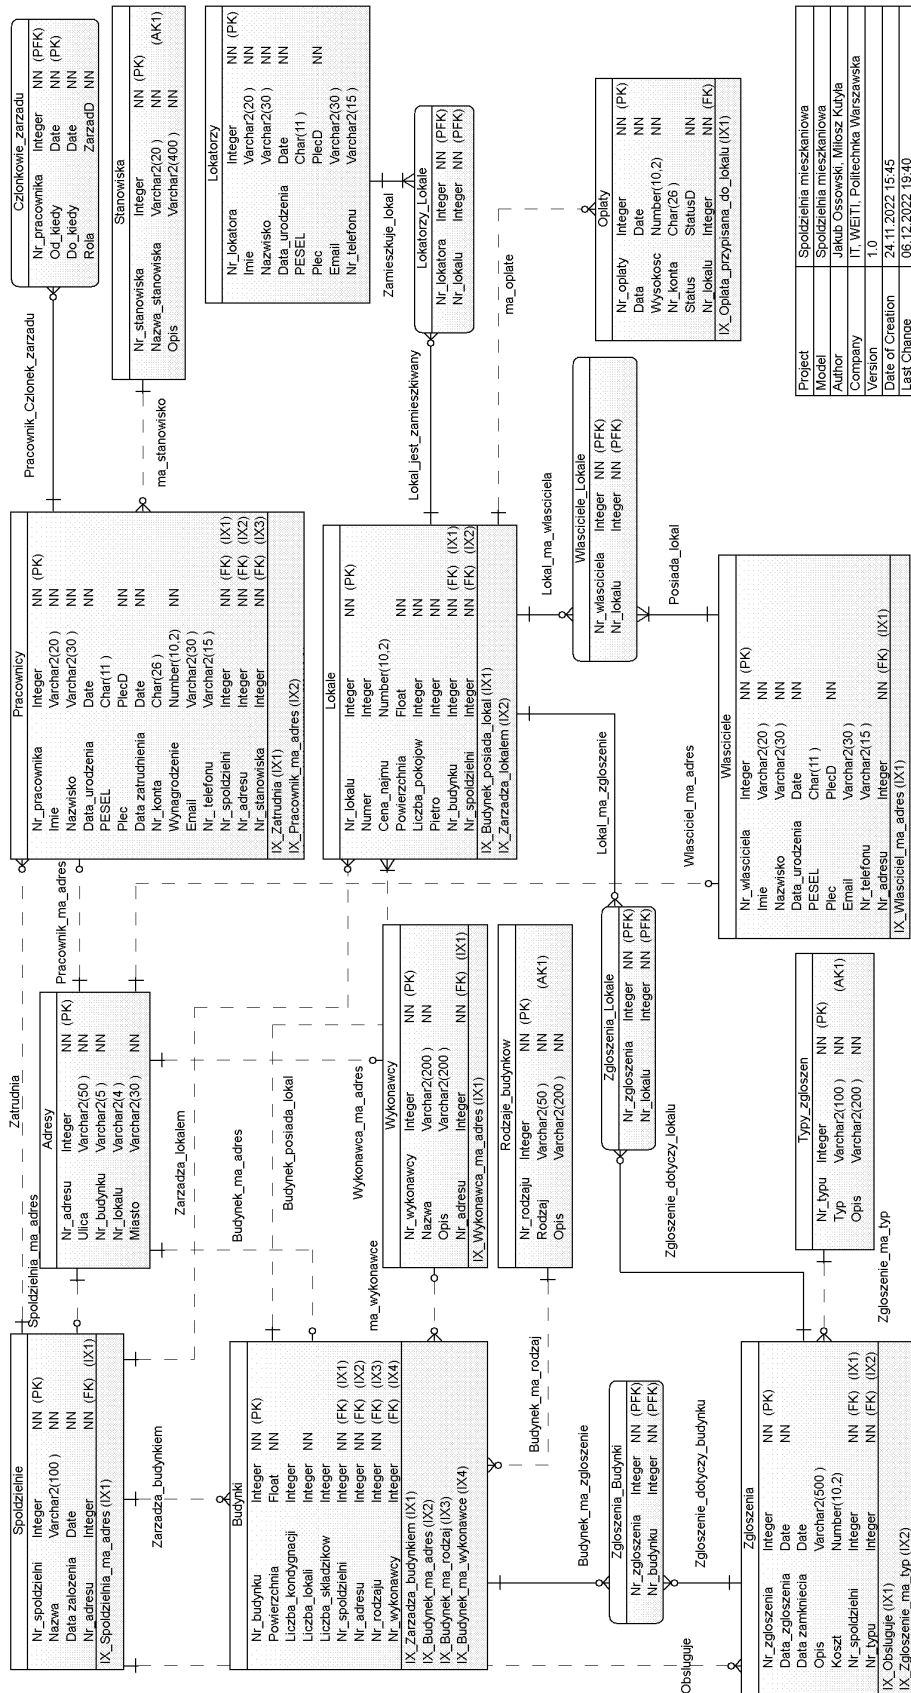 Spoldzielnie
Nr_spoldzielni Integer NN (PK)
Nazwa Varchar2(100) NN
Data zalozenia Date NN
Nr_adresu Integer NN (FK) (IX1)
IX_Spoldzielnia_ma_adres (IX1)
Zatrudnia
Spoldzielnia_ma_adres
Adresy
Nr_adresu Integer NN (PK)
Ulica Varchar2(50 ) NN
Nr_budynku Varchar2(5 ) NN
Nr_lokalu Varchar2(4 )
Miasto Varchar2(30 ) NN
Pracownik_ma_adres
Pracownicy
Nr_pracownika Integer NN (PK)
Imie Varchar2(20 ) NN
Nazwisko Varchar2(30 ) NN
Data_urodzenia Date NN
PESEL Char(11 )
Plec PlecD NN
Data zatrudnienia Date NN
Nr_konta Char(26 )
Wynagrodzenie Number(10,2) NN
Email Varchar2(30 )
Nr_telefonu Varchar2(15 )
Nr_spoldzielni Integer NN (FK) (IX1)
Nr_adresu Integer NN (FK) (IX2)
Nr_stanowiska Integer NN (FK) (IX3)
IX_Zatrudnia (IX1)
IX_Pracownik_ma_adres (IX2)
Pracownik_Czlonek_zarzadu
Czlonkowie_zarzadu
Nr_pracownika Integer NN (PFK)
Od_kiedy Date NN (PK)
Do_kiedy Date NN
Rola ZarzadD NN
ma_stanowisko
Stanowiska
Nr_stanowiska Integer NN (PK)
Nazwa_stanowiska Varchar2(20 ) NN (AK1)
Opis Varchar2(400 ) NN
Lokatorzy
Nr_lokatora Integer NN (PK)
Imie Varchar2(20 ) NN
Nazwisko Varchar2(30 ) NN
Data_urodzenia Date NN
PESEL Char(11 )
Plec PlecD NN
Email Varchar2(30 )
Nr_telefonu Varchar2(15 )
Zamieszkuje_lokal
Lokatorzy_Lokale
Nr_lokatora Integer NN (PFK)
Nr_lokalu Integer NN (PFK)
Lokal_jest_zamieszkiwany
ma_oplate
Oplaty
Nr_oplaty Integer NN (PK)
Data Date NN
Wysokosc Number(10,2) NN
Nr_konta Char(26 )
Status StatusD NN
Nr_lokalu Integer NN (FK)
IX_Oplata_przypisana_do_lokalu (IX1)
Lokale
Nr_lokalu Integer NN (PK)
Numer Integer
Cena_najmu Number(10,2)
Powierzchnia Float NN
Liczba_pokojow Integer NN
Pietro Integer NN
Nr_budynku Integer NN (FK) (IX1)
Nr_spoldzielni Integer NN (FK) (IX2)
IX_Budynek_posiada_lokal (IX1)
IX_Zarzadza_lokalem (IX2)
Zarzadza_lokalem
Budynek_ma_adres
Budynek_posiada_lokal
Wykonawca_ma_adres
ma_wykonawce
Zarzadza_budynkiem
Budynki
Nr_budynku Integer NN (PK)
Powierzchnia Float NN
Liczba_kondygnacji Integer
Liczba_lokali Integer NN
Liczba_skladzikow Integer
Nr_spoldzielni Integer NN (FK) (IX1)
Nr_adresu Integer NN (FK) (IX2)
Nr_rodzaju Integer NN (FK) (IX3)
Nr_wykonawcy Integer (FK) (IX4)
IX_Zarzadza_budynkiem (IX1)
IX_Budynek_ma_adres (IX2)
IX_Budynek_ma_rodzaj (IX3)
IX_Budynek_ma_wykonawce (IX4)
Wykonawcy
Nr_wykonawcy Integer NN (PK)
Nazwa Varchar2(200 ) NN
Opis Varchar2(200 )
Nr_adresu Integer NN (FK) (IX1)
IX_Wykonawca_ma_adres (IX1)
Rodzaje_budynkow
Nr_rodzaju Integer NN (PK)
Rodzaj Varchar2(50 ) NN (AK1)
Opis Varchar2(200 ) NN
Budynek_ma_rodzaj
Lokal_ma_wlasciciela
Wlasciciele_Lokale
Nr_wlasciciela Integer NN (PFK)
Nr_lokalu Integer NN (PFK)
Posiada_lokal
Lokal_ma_zgloszenie
Wlasciciel_ma_adres
Wlasciciele
Nr_wlasciciela Integer NN (PK)
Imie Varchar2(20 ) NN
Nazwisko Varchar2(30 ) NN
Data_urodzenia Date NN
PESEL Char(11 )
Plec PlecD NN
Email Varchar2(30 )
Nr_telefonu Varchar2(15 )
Nr_adresu Integer NN (FK) (IX1)
IX_Wlasciciel_ma_adres (IX1)
Zgloszenia_Lokale
Nr_zgloszenia Integer NN (PFK)
Nr_lokalu Integer NN (PFK)
Zgloszenie_dotyczy_lokalu
Budynek_ma_zgloszenie
Zgloszenia_Budynki
Nr_zgloszenia Integer NN (PFK)
Nr_budynku Integer NN (PFK)
Zgloszenie_dotyczy_budynku
Obsluguje
Zgloszenia
Nr_zgloszenia Integer NN (PK)
Data_zgloszenia Date NN
Data zamkniecia Date
Opis Varchar2(500 )
Koszt Number(10,2)
Nr_spoldzielni Integer NN (FK) (IX1)
Nr_typu Integer NN (FK) (IX2)
IX_Obsluguje (IX1)
IX_Zgloszenie_ma_typ (IX2)
Zgloszenie_ma_typ
Typy_zgloszen
Nr_typu Integer NN (PK)
Typ Varchar2(100 ) NN (AK1)
Opis Varchar2(200 ) NN
Project Spoldzielnia mieszkaniowa
Model Spoldzielnia mieszkaniowa
Author Jakub Ossowski, Milosz Kutyla
Company IT, WEiTI, Politechnika Warszawska
Version 1.0
Date of Creation 24.11.2022 15:45
Last Change 06.12.2022 19:40